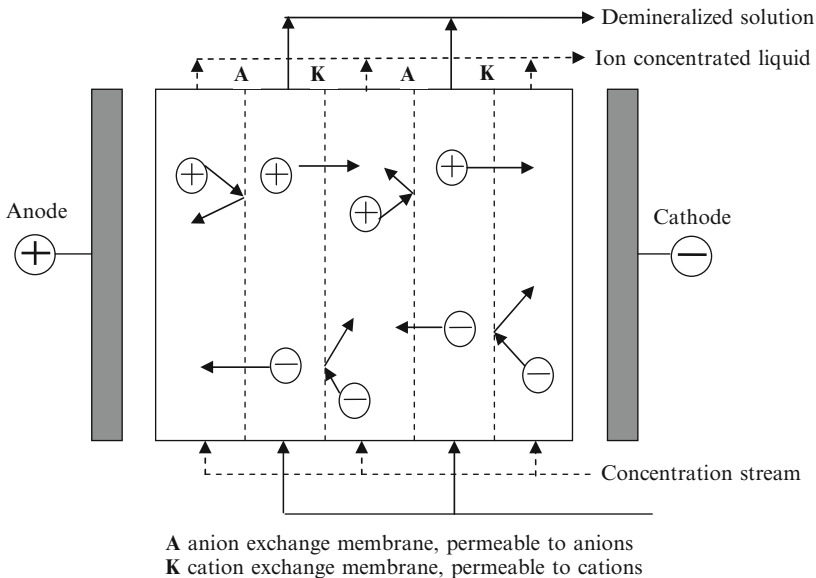 Demineralized solution
Ion concentrated liquid
A K A K
+ + + +
Anode
Cathode
+ −
− − − −
Concentration stream
A anion exchange membrane, permeable to anions
K cation exchange membrane, permeable to cations